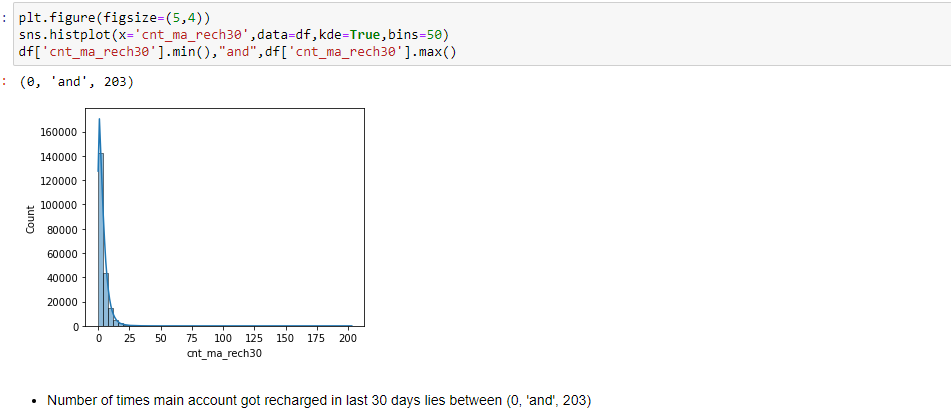 : plt.figure(figsize=(5,4))
sns.histplot(x='cnt_ma_rech30',data=df,kde=True,bins=50)
df['cnt_ma_rech30'].min(),"and",df['cnt_ma_rech30'].max()
: (0, 'and', 203)
160000
140000
120000
100000
80000
60000
40000
20000
0
Count
0 25 50 75 100 125 150 175 200
cnt_ma_rech30
• Number of times main account got recharged in last 30 days lies between (0, 'and', 203)